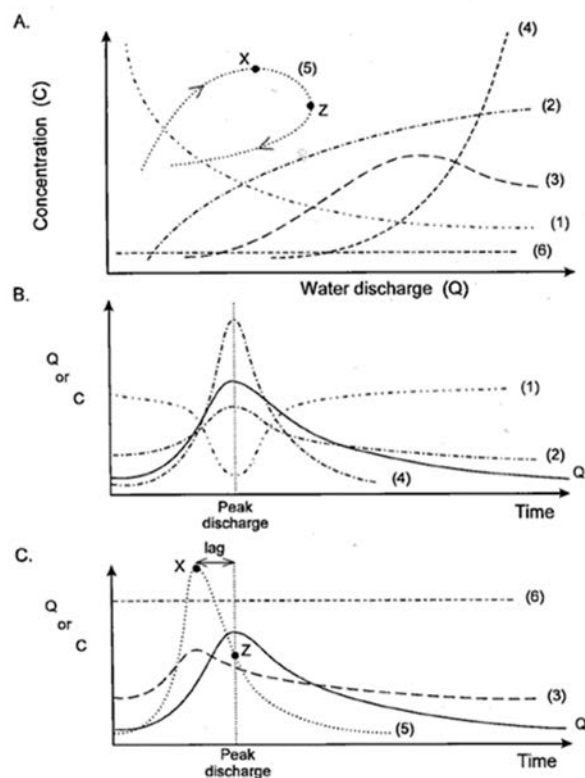 A.
Concentration (C)
X
(5)
Z
(4)
(2)
(3)
(1)
(6)
Water discharge (Q)
B.
Q
or
C
(1)
(2)
(4)
Q
Peak
discharge
Time
C.
lag
X
Q
or
C
Z
(6)
(3)
(5)
Q
Peak
discharge
Time